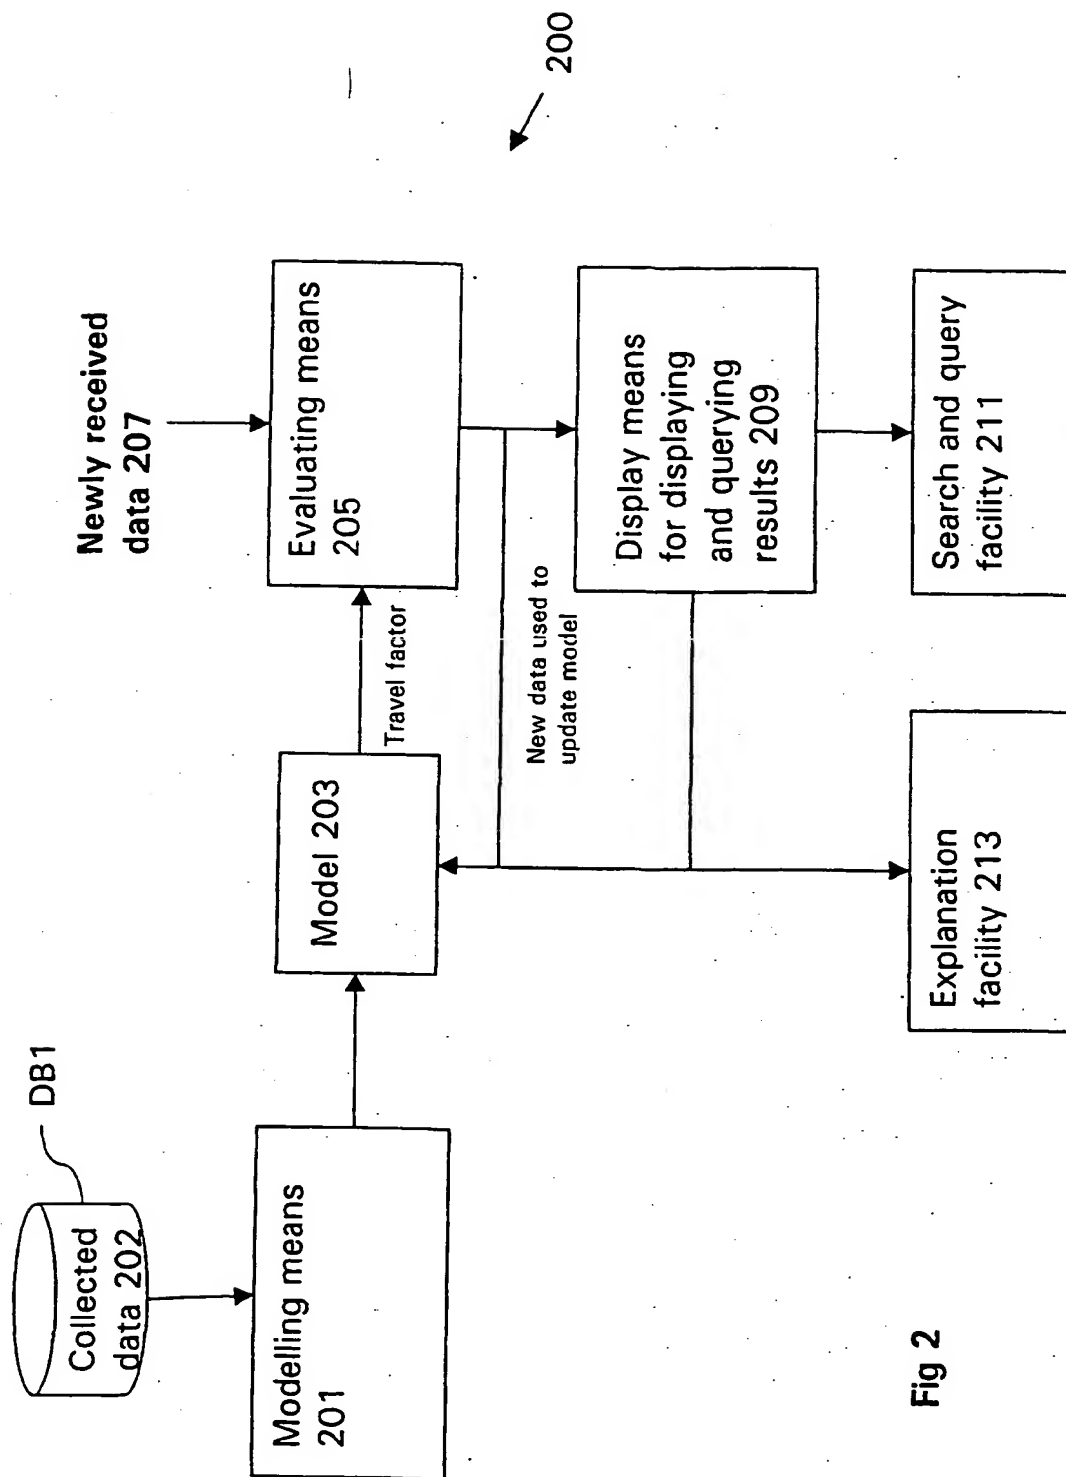 DB1
Collected
data 202
Modelling means
201
Model 203
Travel factor
Newly received
data 207
Evaluating means
205
New data used to
update model
Display means
for displaying
and querying
results 209
Search and query
facility 211
Explanation
facility 213
200
Fig 2